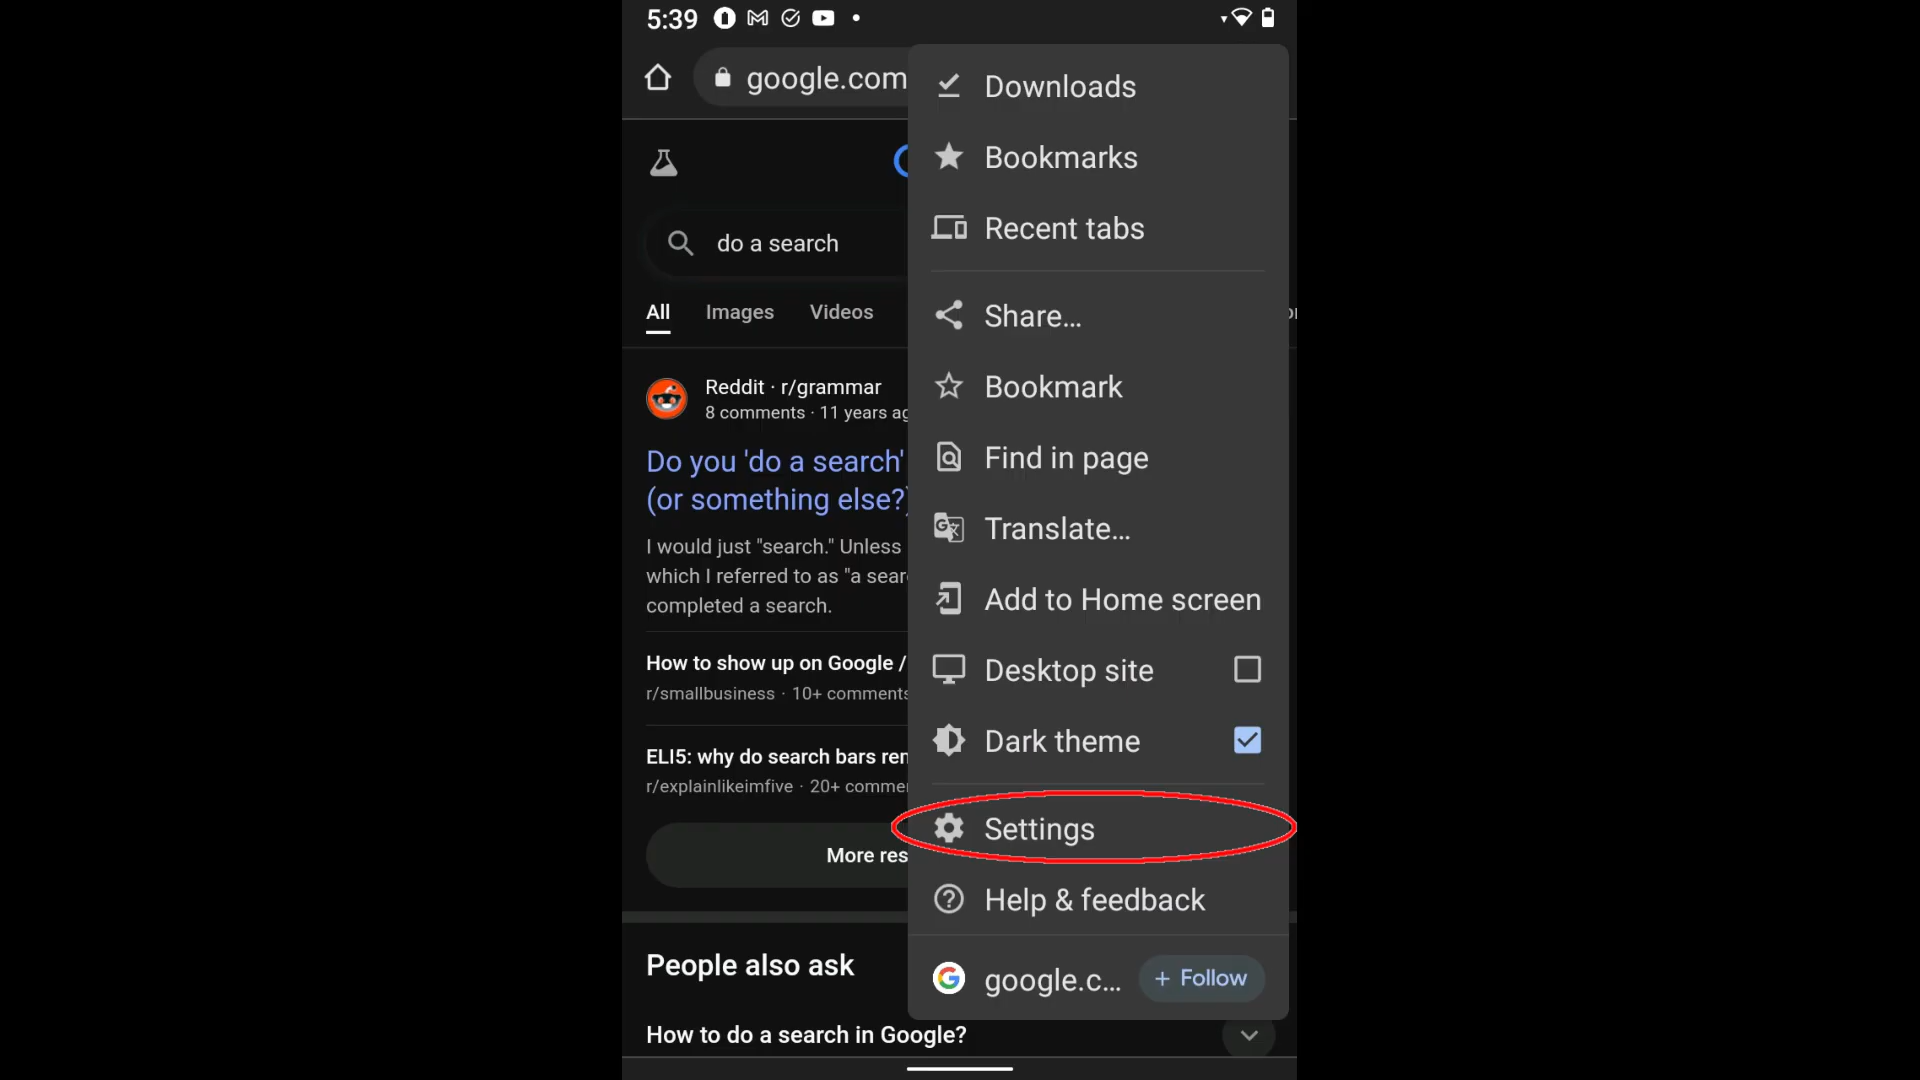 5:39
google.com
Downloads
Bookmarks
Recent tabs
Share...
Bookmark
Find in page
Translate...
Add to Home screen
Desktop site
Dark theme
Settings
Help & feedback
google.c... + Follow
do a search
All Images Videos
Reddit · r/grammar
8 comments · 11 years ag
Do you 'do a search'
(or something else?)
I would just "search." Unless
which I referred to as "a sear
completed a search.
How to show up on Google /
r/smallbusiness · 10+ comments
ELI5: why do search bars
r/explainlikeimfive · 20+ comme
More res
People also ask
How to do a search in Google?